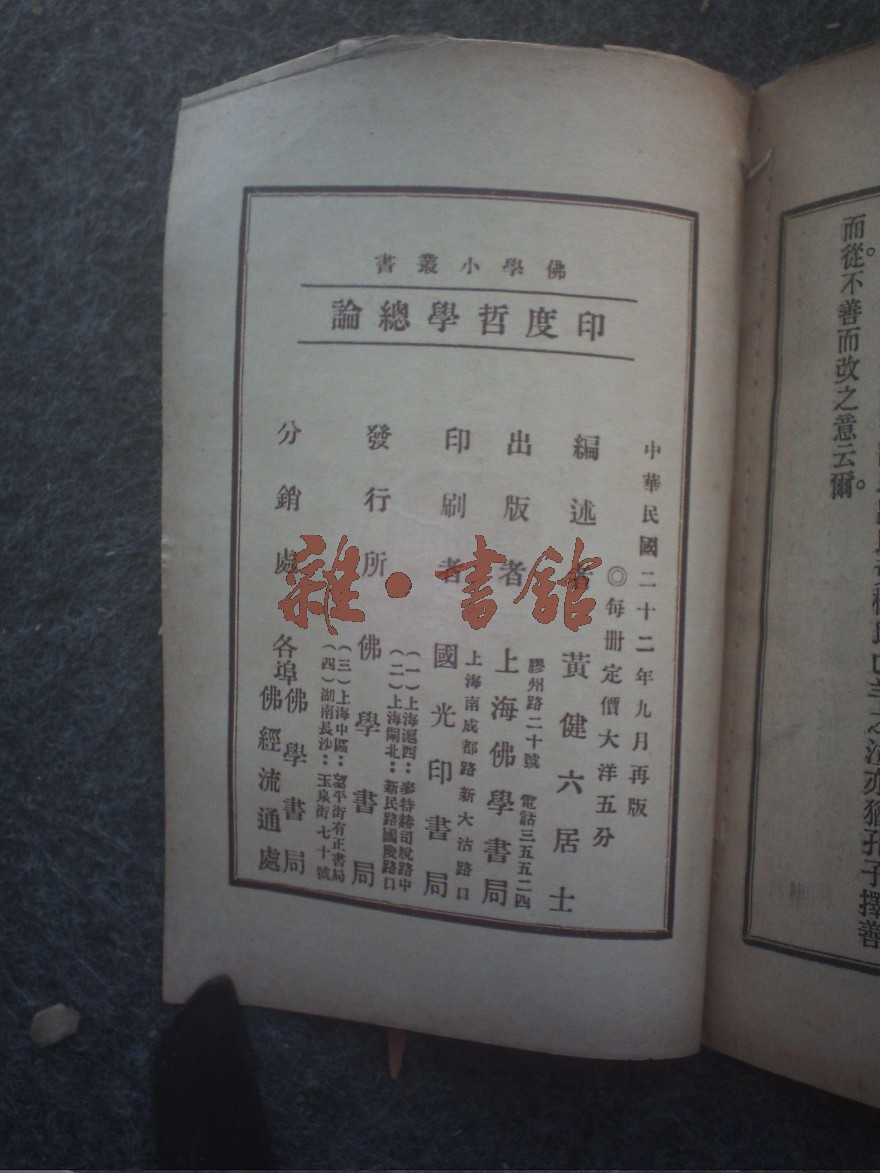 佛學小叢書
印度哲學總論
中華民國二十二年九月再版
◎每册定價大洋五分
編述者 黃健六居士
膠州路二十號 電話三五五二四
出版者 上海佛學書局
上海南成都路新大沽路口
印刷者 國光印書局
(一)上海滬西：麥特赫司脫路中
(二)上海閘北：新民路國慶路口
發行所 佛學書局
(三)上海中區：望平街有正書局
(四)湖南長沙：玉泉街七十號
分銷處 各埠佛學書局
佛經流通處
雜·書館
亦猶孔子擇善
而從。不善而改之意云爾。